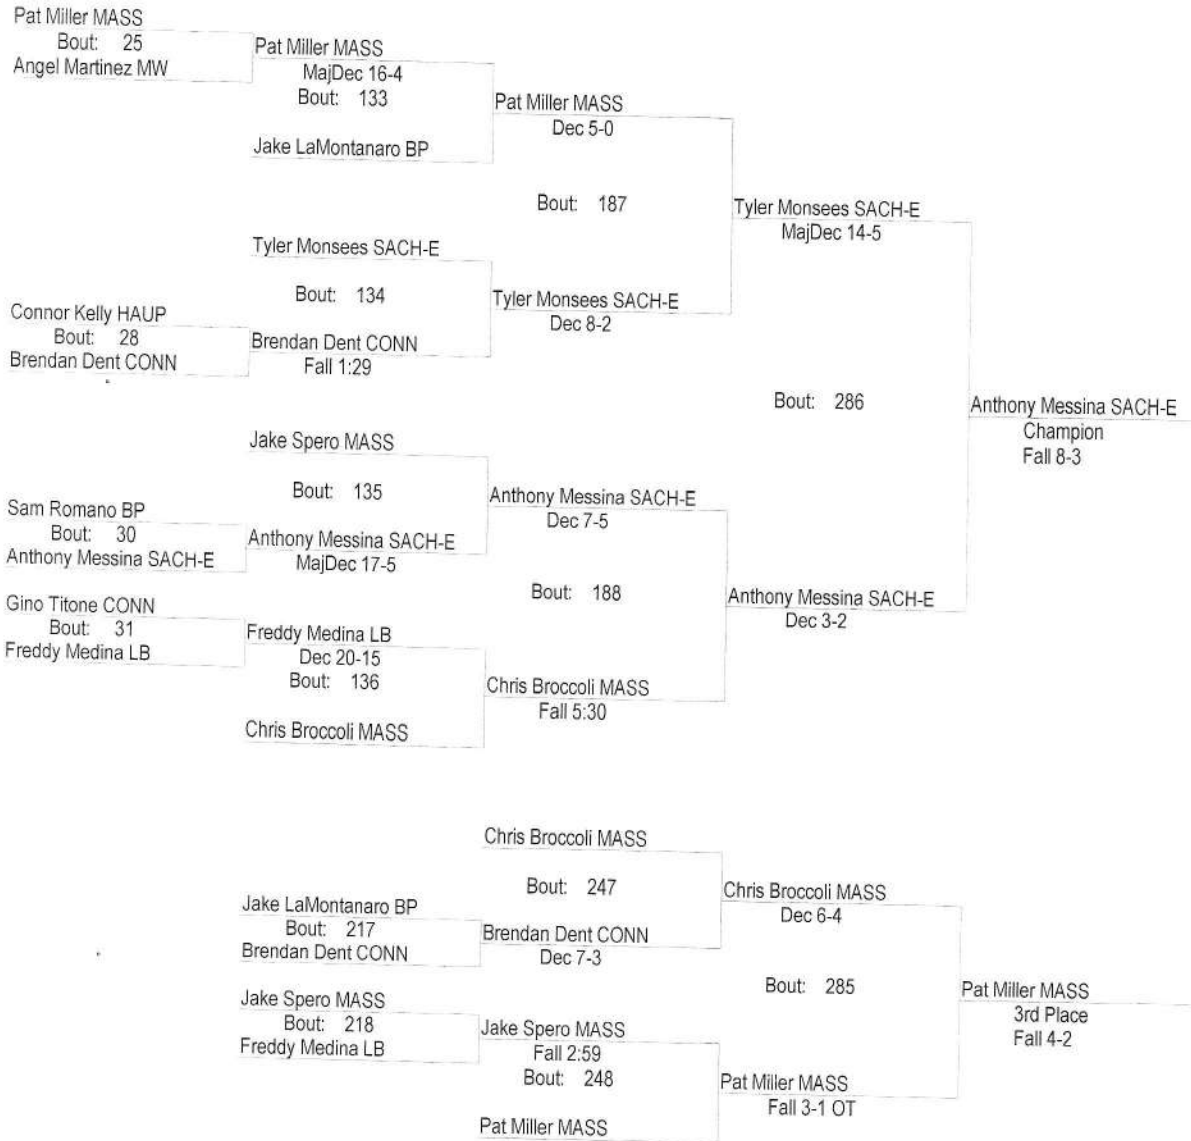 Pat Miller MASS
Bout: 25
Angel Martinez MW
Pat Miller MASS
MajDec 16-4
Bout: 133
Jake LaMontanaro BP
Pat Miller MASS
Dec 5-0
Bout: 187
Tyler Monsees SACH-E
MajDec 14-5
Tyler Monsees SACH-E
Bout: 134
Tyler Monsees SACH-E
Dec 8-2
Connor Kelly HAUP
Bout: 28
Brendan Dent CONN
Brendan Dent CONN
Fall 1:29
Bout: 286
Anthony Messina SACH-E
Champion
Fall 8-3
Jake Spero MASS
Bout: 135
Anthony Messina SACH-E
Dec 7-5
Sam Romano BP
Bout: 30
Anthony Messina SACH-E
Anthony Messina SACH-E
MajDec 17-5
Bout: 188
Anthony Messina SACH-E
Dec 3-2
Gino Titone CONN
Bout: 31
Freddy Medina LB
Freddy Medina LB
Dec 20-15
Bout: 136
Chris Broccoli MASS
Chris Broccoli MASS
Fall 5:30
Chris Broccoli MASS
Bout: 247
Chris Broccoli MASS
Dec 6-4
Jake LaMontanaro BP
Bout: 217
Brendan Dent CONN
Brendan Dent CONN
Dec 7-3
Bout: 285
Pat Miller MASS
3rd Place
Fall 4-2
Jake Spero MASS
Bout: 218
Freddy Medina LB
Jake Spero MASS
Fall 2:59
Bout: 248
Pat Miller MASS
Pat Miller MASS
Fall 3-1 OT